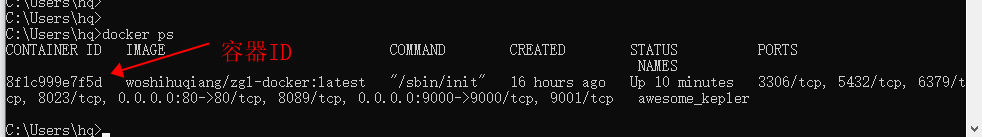 C:\Users\hq>
C:\Users\hq>
C:\Users\hq>docker ps
CONTAINER ID IMAGE COMMAND CREATED STATUS PORTS
NAMES
容器ID
8f1c999e7f5d woshihuqiang/zgl-docker:latest "/sbin/init" 16 hours ago Up 10 minutes 3306/tcp, 5432/tcp, 6379/t
cp, 8023/tcp, 0.0.0.0:80->80/tcp, 8089/tcp, 0.0.0.0:9000->9000/tcp, 9001/tcp awesome_kepler
C:\Users\hq>